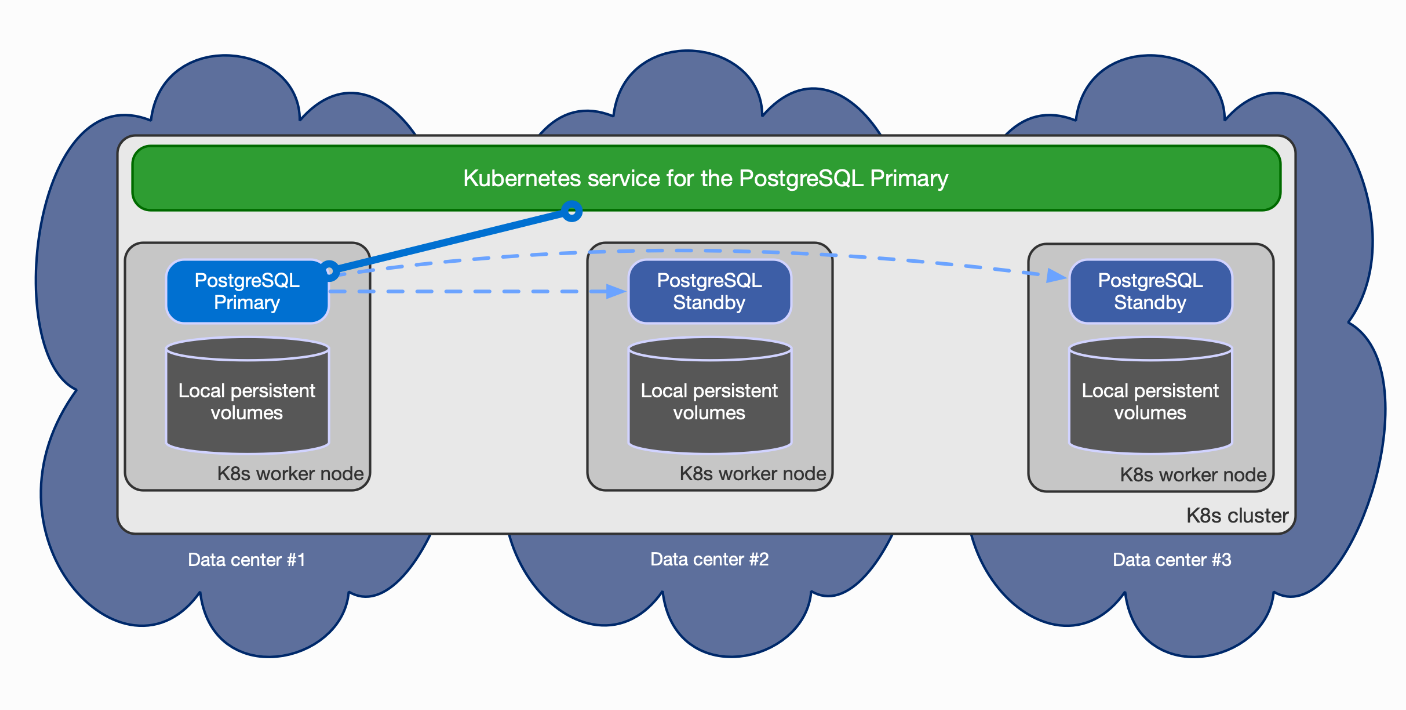 Kubernetes service for the PostgreSQL Primary
PostgreSQL
Primary
Local persistent
volumes
K8s worker node
PostgreSQL
Standby
Local persistent
volumes
K8s worker node
PostgreSQL
Standby
Local persistent
volumes
K8s worker node
K8s cluster
Data center #1
Data center #2
Data center #3